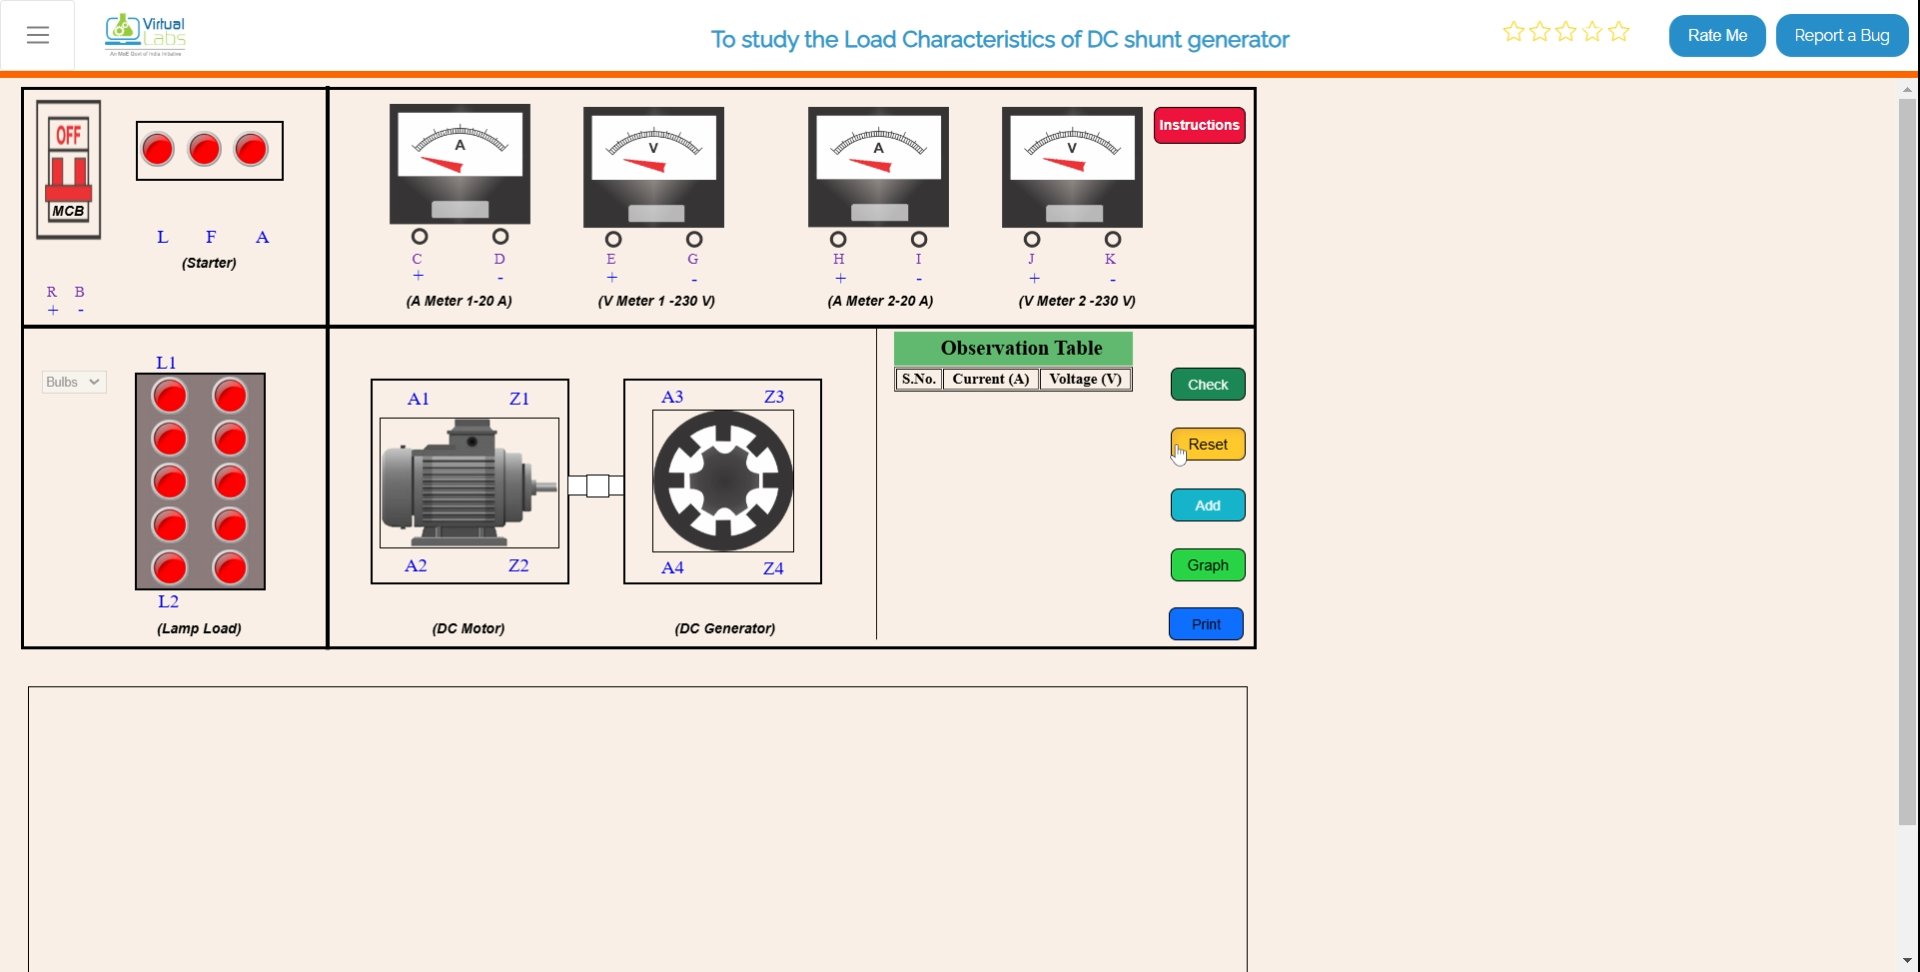 Virtual
Labs
An MoE Govt of India Initiative
To study the Load Characteristics of DC shunt generator
Rate Me
Report a Bug
OFF
MCB
L F A
(Starter)
R B
+ -
A
V
A
V
Instructions
C D
+ -
(A Meter 1-20 A)
E G
+ -
(V Meter 1 -230 V)
H I
+ -
(A Meter 2-20 A)
J K
+ -
(V Meter 2 -230 V)
Bulbs
L1
L2
(Lamp Load)
A1 Z1
A2 Z2
(DC Motor)
A3 Z3
A4 Z4
(DC Generator)
Observation Table
S.No. Current (A) Voltage (V)
Check
Reset
Add
Graph
Print